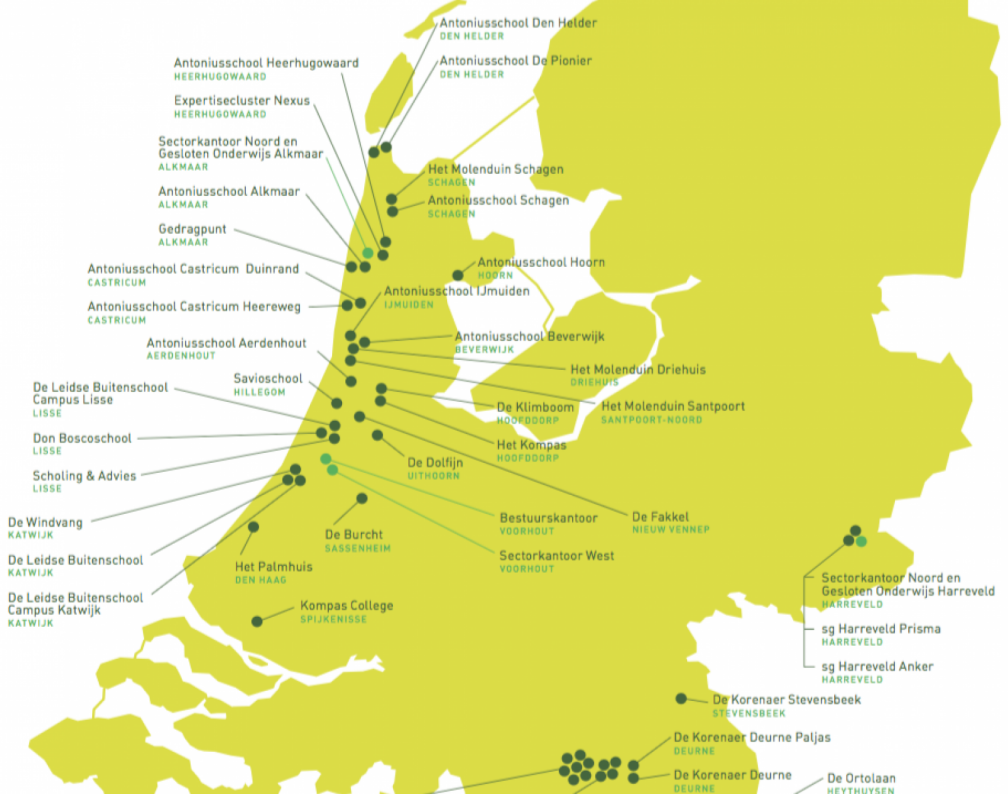 Antoniusschool Den Helder
DEN HELDER
Antoniusschool De Pionier
DEN HELDER
Antoniusschool Heerhugowaard
HEERHUGOWAARD
Expertisecluster Nexus
HEERHUGOWAARD
Sectorkantoor Noord en
Gesloten Onderwijs Alkmaar
ALKMAAR
Het Molenduin Schagen
SCHAGEN
Antoniusschool Alkmaar
ALKMAAR
Antoniusschool Schagen
SCHAGEN
Gedragpunt
ALKMAAR
Antoniusschool Hoorn
HOORN
Antoniusschool Castricum Duinrand
CASTRICUM
Antoniusschool IJmuiden
IJMUIDEN
Antoniusschool Castricum Heereweg
CASTRICUM
Antoniusschool Beverwijk
BEVERWIJK
Antoniusschool Aerdenhout
AERDENHOUT
Het Molenduin Driehuis
DRIEHUIS
Savioschool
HILLEGOM
De Leidse Buitenschool
Campus Lisse
LISSE
De Klimboom
HOOFDDORP
Het Molenduin Santpoort
SANTPOORT-NOORD
Don Boscoschool
LISSE
Het Kompas
HOOFDDORP
De Dolfijn
UITHOORN
Scholing & Advies
LISSE
De Windvang
KATWIJK
Bestuurskantoor
VOORHOUT
De Fakkel
NIEUW VENNEP
De Burcht
SASSENHEIM
De Leidse Buitenschool
KATWIJK
Sectorkantoor West
VOORHOUT
Het Palmhuis
DEN HAAG
Sectorkantoor Noord en
Gesloten Onderwijs Harreveld
HARREVELD
De Leidse Buitenschool
Campus Katwijk
KATWIJK
Kompas College
SPIJKENISSE
sg Harreveld Prisma
HARREVELD
sg Harreveld Anker
HARREVELD
De Korenaer Stevensbeek
STEVENSBEEK
De Korenaer Deurne Paljas
DEURNE
De Korenaer Deurne
DEURNE
De Ortolaan
HEYTHUYSEN